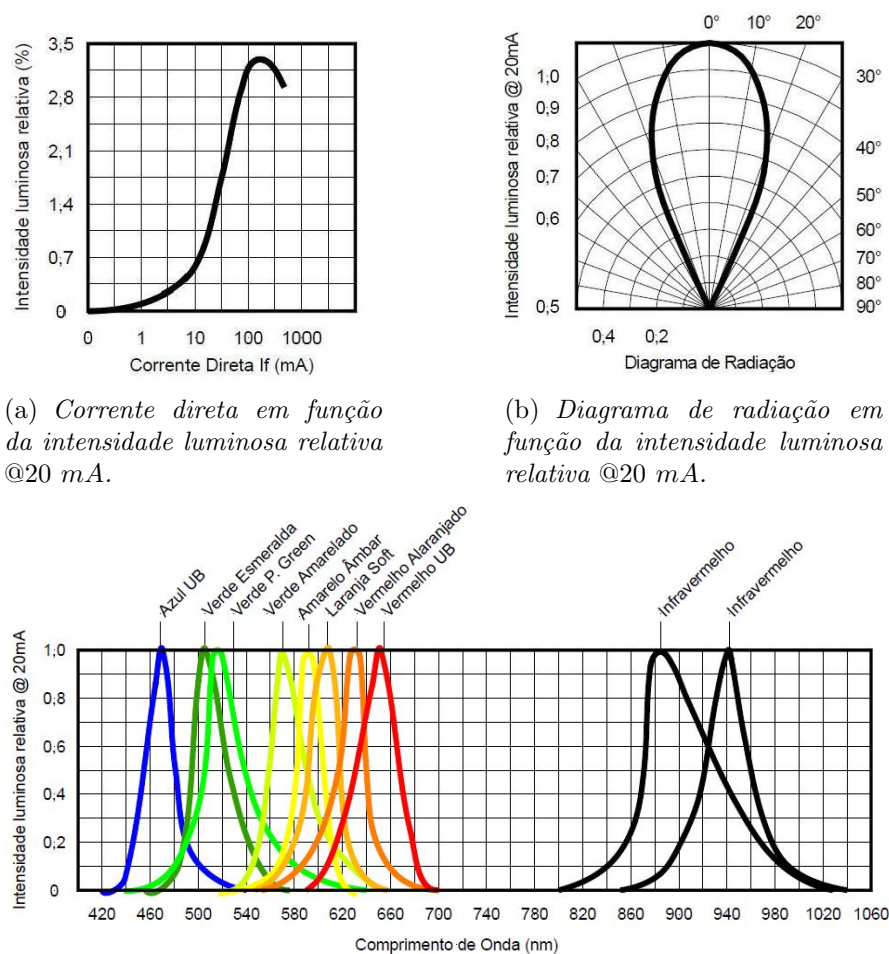 Intensidade luminosa relativa (%)
3,5
2,8
2,1
1,4
0,7
0
0 1 10 100 1000
Corrente Direta If (mA)
Intensidade luminosa relativa @ 20mA
0° 10° 20°
30°
40°
50°
60°
70°
80°
90°
1,0
0,9
0,8
0,7
0,6
0,5
0,4 0,2
Diagrama de Radiação
(a) Corrente direta em função
da intensidade luminosa relativa
@20 mA.
(b) Diagrama de radiação em
função da intensidade luminosa
relativa @20 mA.
Azul UB
Verde Esmeralda
Verde P. Green
Verde Amarelado
Amarelo Âmbar
Laranja Soft
Vermelho Alaranjado
Vermelho UB
Infravermelho
Infravermelho
Intensidade luminosa relativa @ 20mA
1,0
0,8
0,6
0,4
0,2
0
420 460 500 540 580 620 660 700 740 780 820 860 900 940 980 1020 1060
Comprimento de Onda (nm)